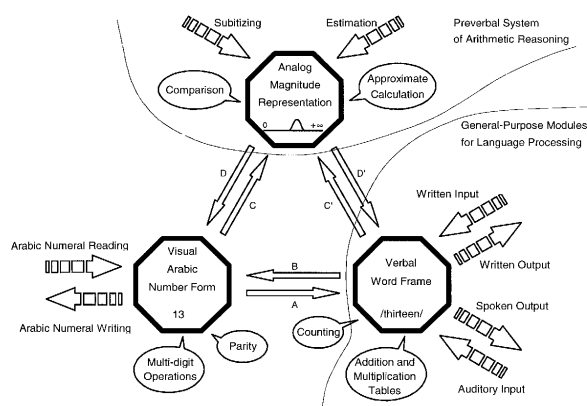 Subitizing
Estimation
Preverbal System
of Arithmetic Reasoning
Analog
Magnitude
Representation
0 +∞
Comparison
Approximate
Calculation
General-Purpose Modules
for Language Processing
D
C
D'
C'
Written Input
Written Output
Arabic Numeral Reading
Arabic Numeral Writing
Visual
Arabic
Number Form
13
B
A
Verbal
Word Frame
/thirteen/
Spoken Output
Auditory Input
Counting
Parity
Multi-digit
Operations
Addition and
Multiplication
Tables